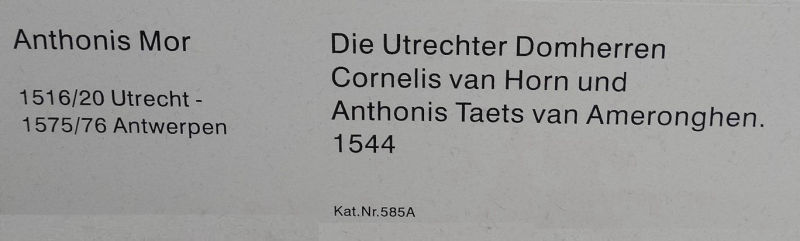 Anthonis Mor
1516/20 Utrecht -
1575/76 Antwerpen
Die Utrechter Domherren
Cornelis van Horn und
Anthonis Taets van Ameronghen.
1544
Kat.Nr.585A